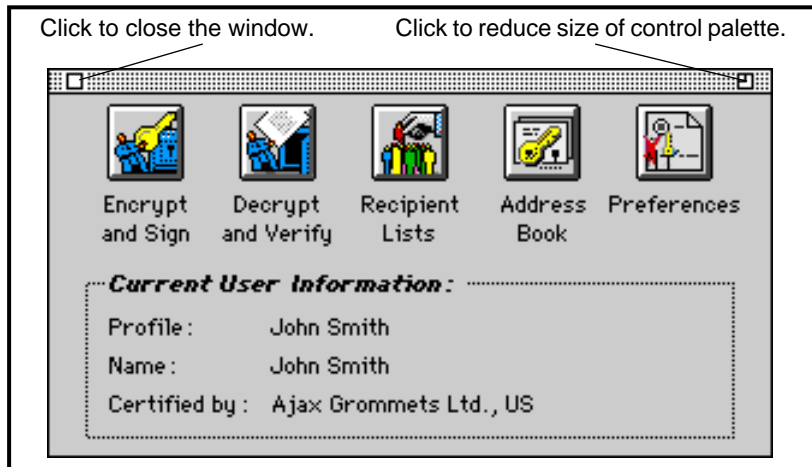 Click to close the window. Click to reduce size of control palette.
Encrypt and Sign
Decrypt and Verify
Recipient Lists
Address Book
Preferences
Current User Information:
Profile: John Smith
Name: John Smith
Certified by: Ajax Grommets Ltd., US